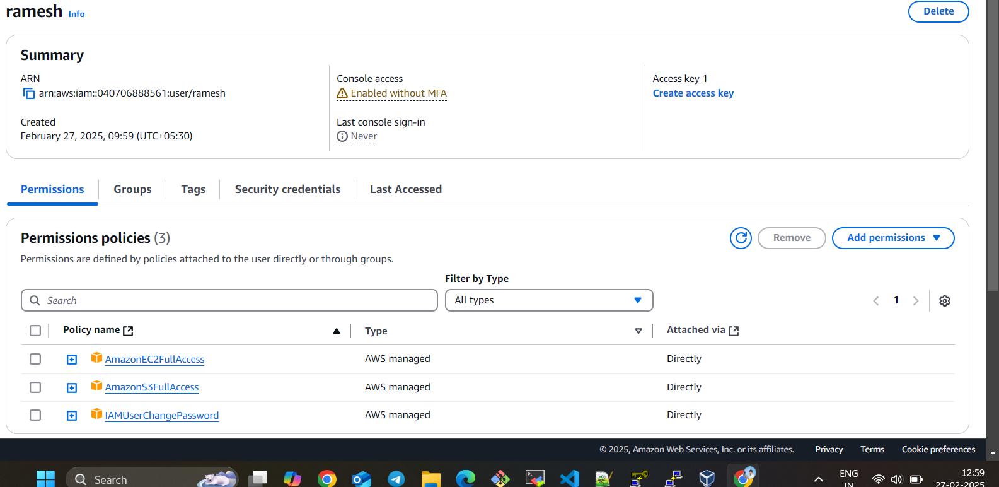 ramesh Info
Delete
Summary
ARN
arn:aws:iam::040706888561:user/ramesh
Created
February 27, 2025, 09:59 (UTC+05:30)
Console access
Enabled without MFA
Last console sign-in
Never
Access key 1
Create access key
Permissions Groups Tags Security credentials Last Accessed
Permissions policies (3)
Remove Add permissions
Permissions are defined by policies attached to the user directly or through groups.
Filter by Type
Search All types 1
Policy name Type Attached via
AmazonEC2FullAccess AWS managed Directly
AmazonS3FullAccess AWS managed Directly
IAMUserChangePassword AWS managed Directly
© 2025, Amazon Web Services, Inc. or its affiliates. Privacy Terms Cookie preferences
Search
ENG
IN
12:59
27-02-2025